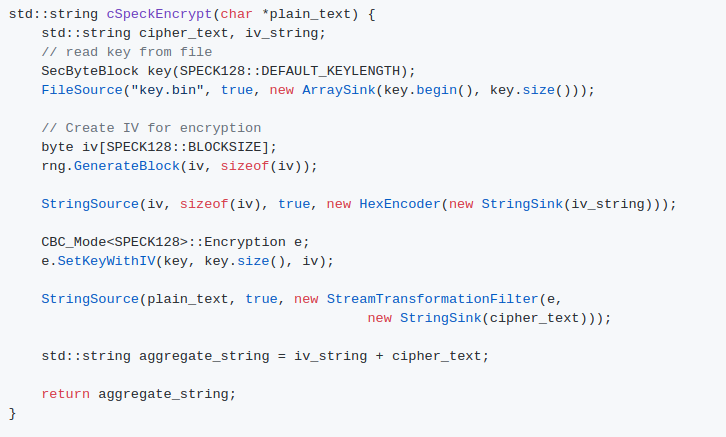 std::string cSpeckEncrypt(char *plain_text) {
    std::string cipher_text, iv_string;
    // read key from file
    SecByteBlock key(SPECK128::DEFAULT_KEYLENGTH);
    FileSource("key.bin", true, new ArraySink(key.begin(), key.size()));

    // Create IV for encryption
    byte iv[SPECK128::BLOCKSIZE];
    rng.GenerateBlock(iv, sizeof(iv));

    StringSource(iv, sizeof(iv), true, new HexEncoder(new StringSink(iv_string)));

    CBC_Mode<SPECK128>::Encryption e;
    e.SetKeyWithIV(key, key.size(), iv);

    StringSource(plain_text, true, new StreamTransformationFilter(e,
                                            new StringSink(cipher_text)));

    std::string aggregate_string = iv_string + cipher_text;

    return aggregate_string;
}